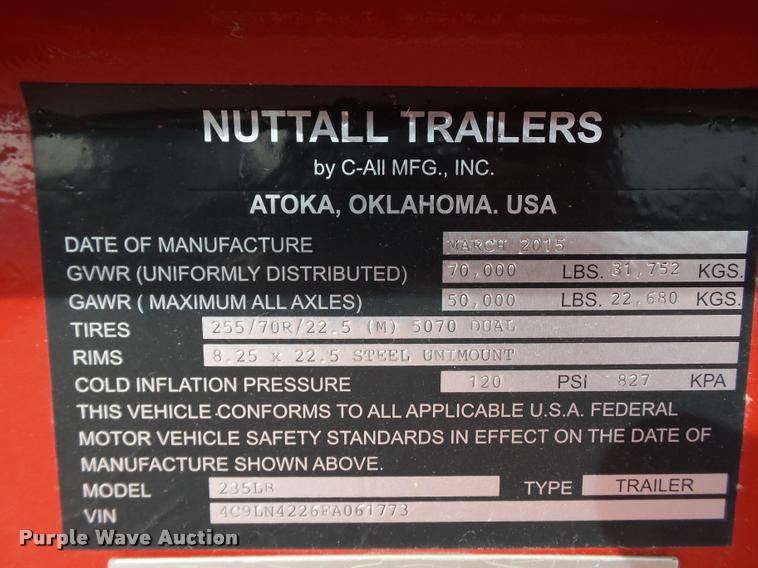 NUTTALL TRAILERS
by C-All MFG., INC.
ATOKA, OKLAHOMA. USA
DATE OF MANUFACTURE MARCH 2015
GVWR (UNIFORMLY DISTRIBUTED) 70,000 LBS. 31,752 KGS.
GAWR ( MAXIMUM ALL AXLES) 50,000 LBS. 22,680 KGS.
TIRES 255/70R/22.5 (M) 5070 DUAL
RIMS 8.25 x 22.5 STEEL UNIMOUNT
COLD INFLATION PRESSURE 120 PSI 827 KPA
THIS VEHICLE CONFORMS TO ALL APPLICABLE U.S.A. FEDERAL
MOTOR VEHICLE SAFETY STANDARDS IN EFFECT ON THE DATE OF
MANUFACTURE SHOWN ABOVE.
MODEL 235LB TYPE TRAILER
VIN 4C9LN4226FA061773
Purple Wave Auction